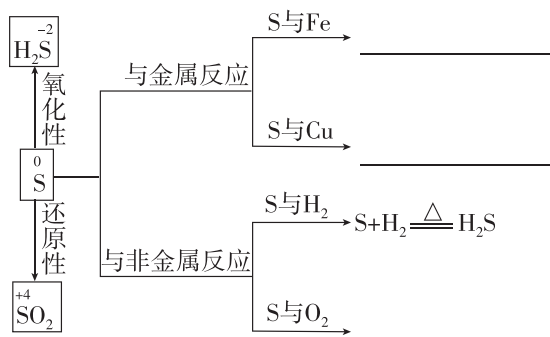 −2
H₂S
氧化性
0
S
还原性
+4
SO₂
与金属反应
S与Fe
S与Cu
与非金属反应
S与H₂
S+H₂ \xlongequal{△} H₂S
S与O₂